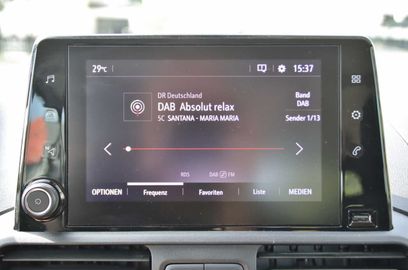 29°C 15:37
DR Deutschland
DAB Absolut relax
5C SANTANA - MARIA MARIA
Band
DAB
Sender 1/13
RDS DAB FM
OPTIONEN Frequenz Favoriten Liste MEDIEN